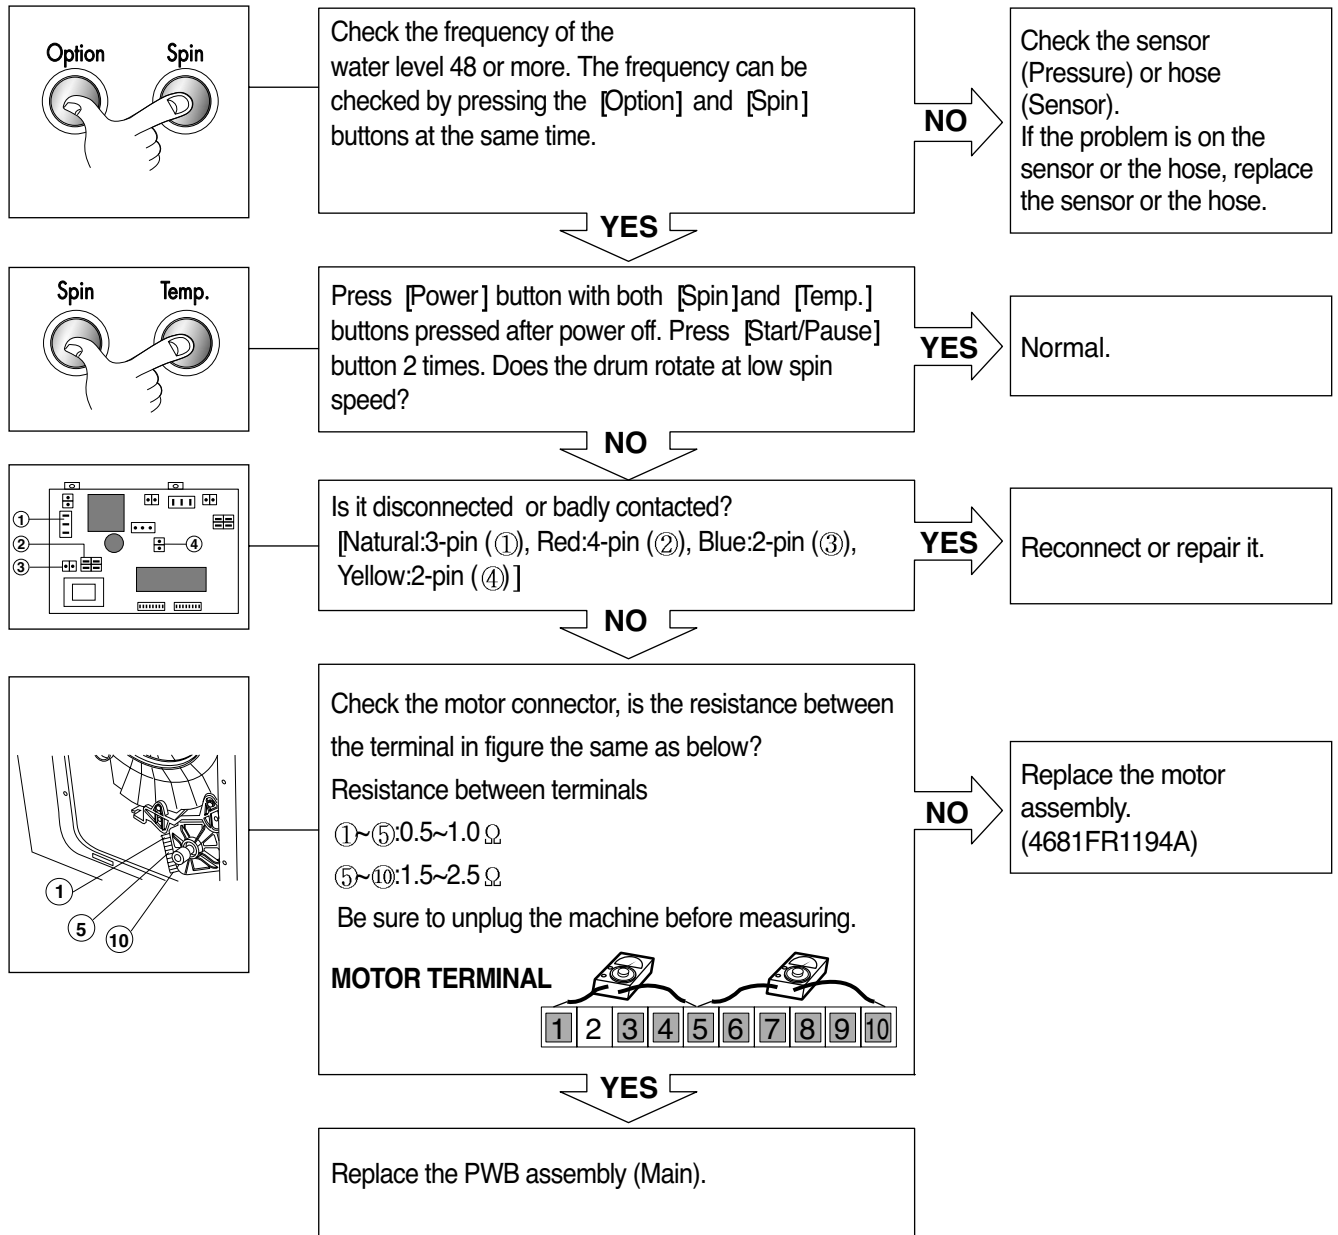 Option Spin
Check the frequency of the
water level 48 or more. The frequency can be
checked by pressing the [Option] and [Spin]
buttons at the same time.
NO
Check the sensor
(Pressure) or hose
(Sensor).
If the problem is on the
sensor or the hose, replace
the sensor or the hose.
YES
Spin Temp.
Press [Power] button with both [Spin] and [Temp.]
buttons pressed after power off. Press [Start/Pause]
button 2 times. Does the drum rotate at low spin
speed?
YES
Normal.
NO
①
②
③
④
Is it disconnected or badly contacted?
[Natural:3-pin (①), Red:4-pin (②), Blue:2-pin (③),
Yellow:2-pin (④)]
YES
Reconnect or repair it.
NO
1
5
10
Check the motor connector, is the resistance between
the terminal in figure the same as below?
Resistance between terminals
①~⑤:0.5~1.0 Ω
⑤~⑩:1.5~2.5 Ω
Be sure to unplug the machine before measuring.
MOTOR TERMINAL
1 2 3 4 5 6 7 8 9 10
NO
Replace the motor
assembly.
(4681FR1194A)
YES
Replace the PWB assembly (Main).